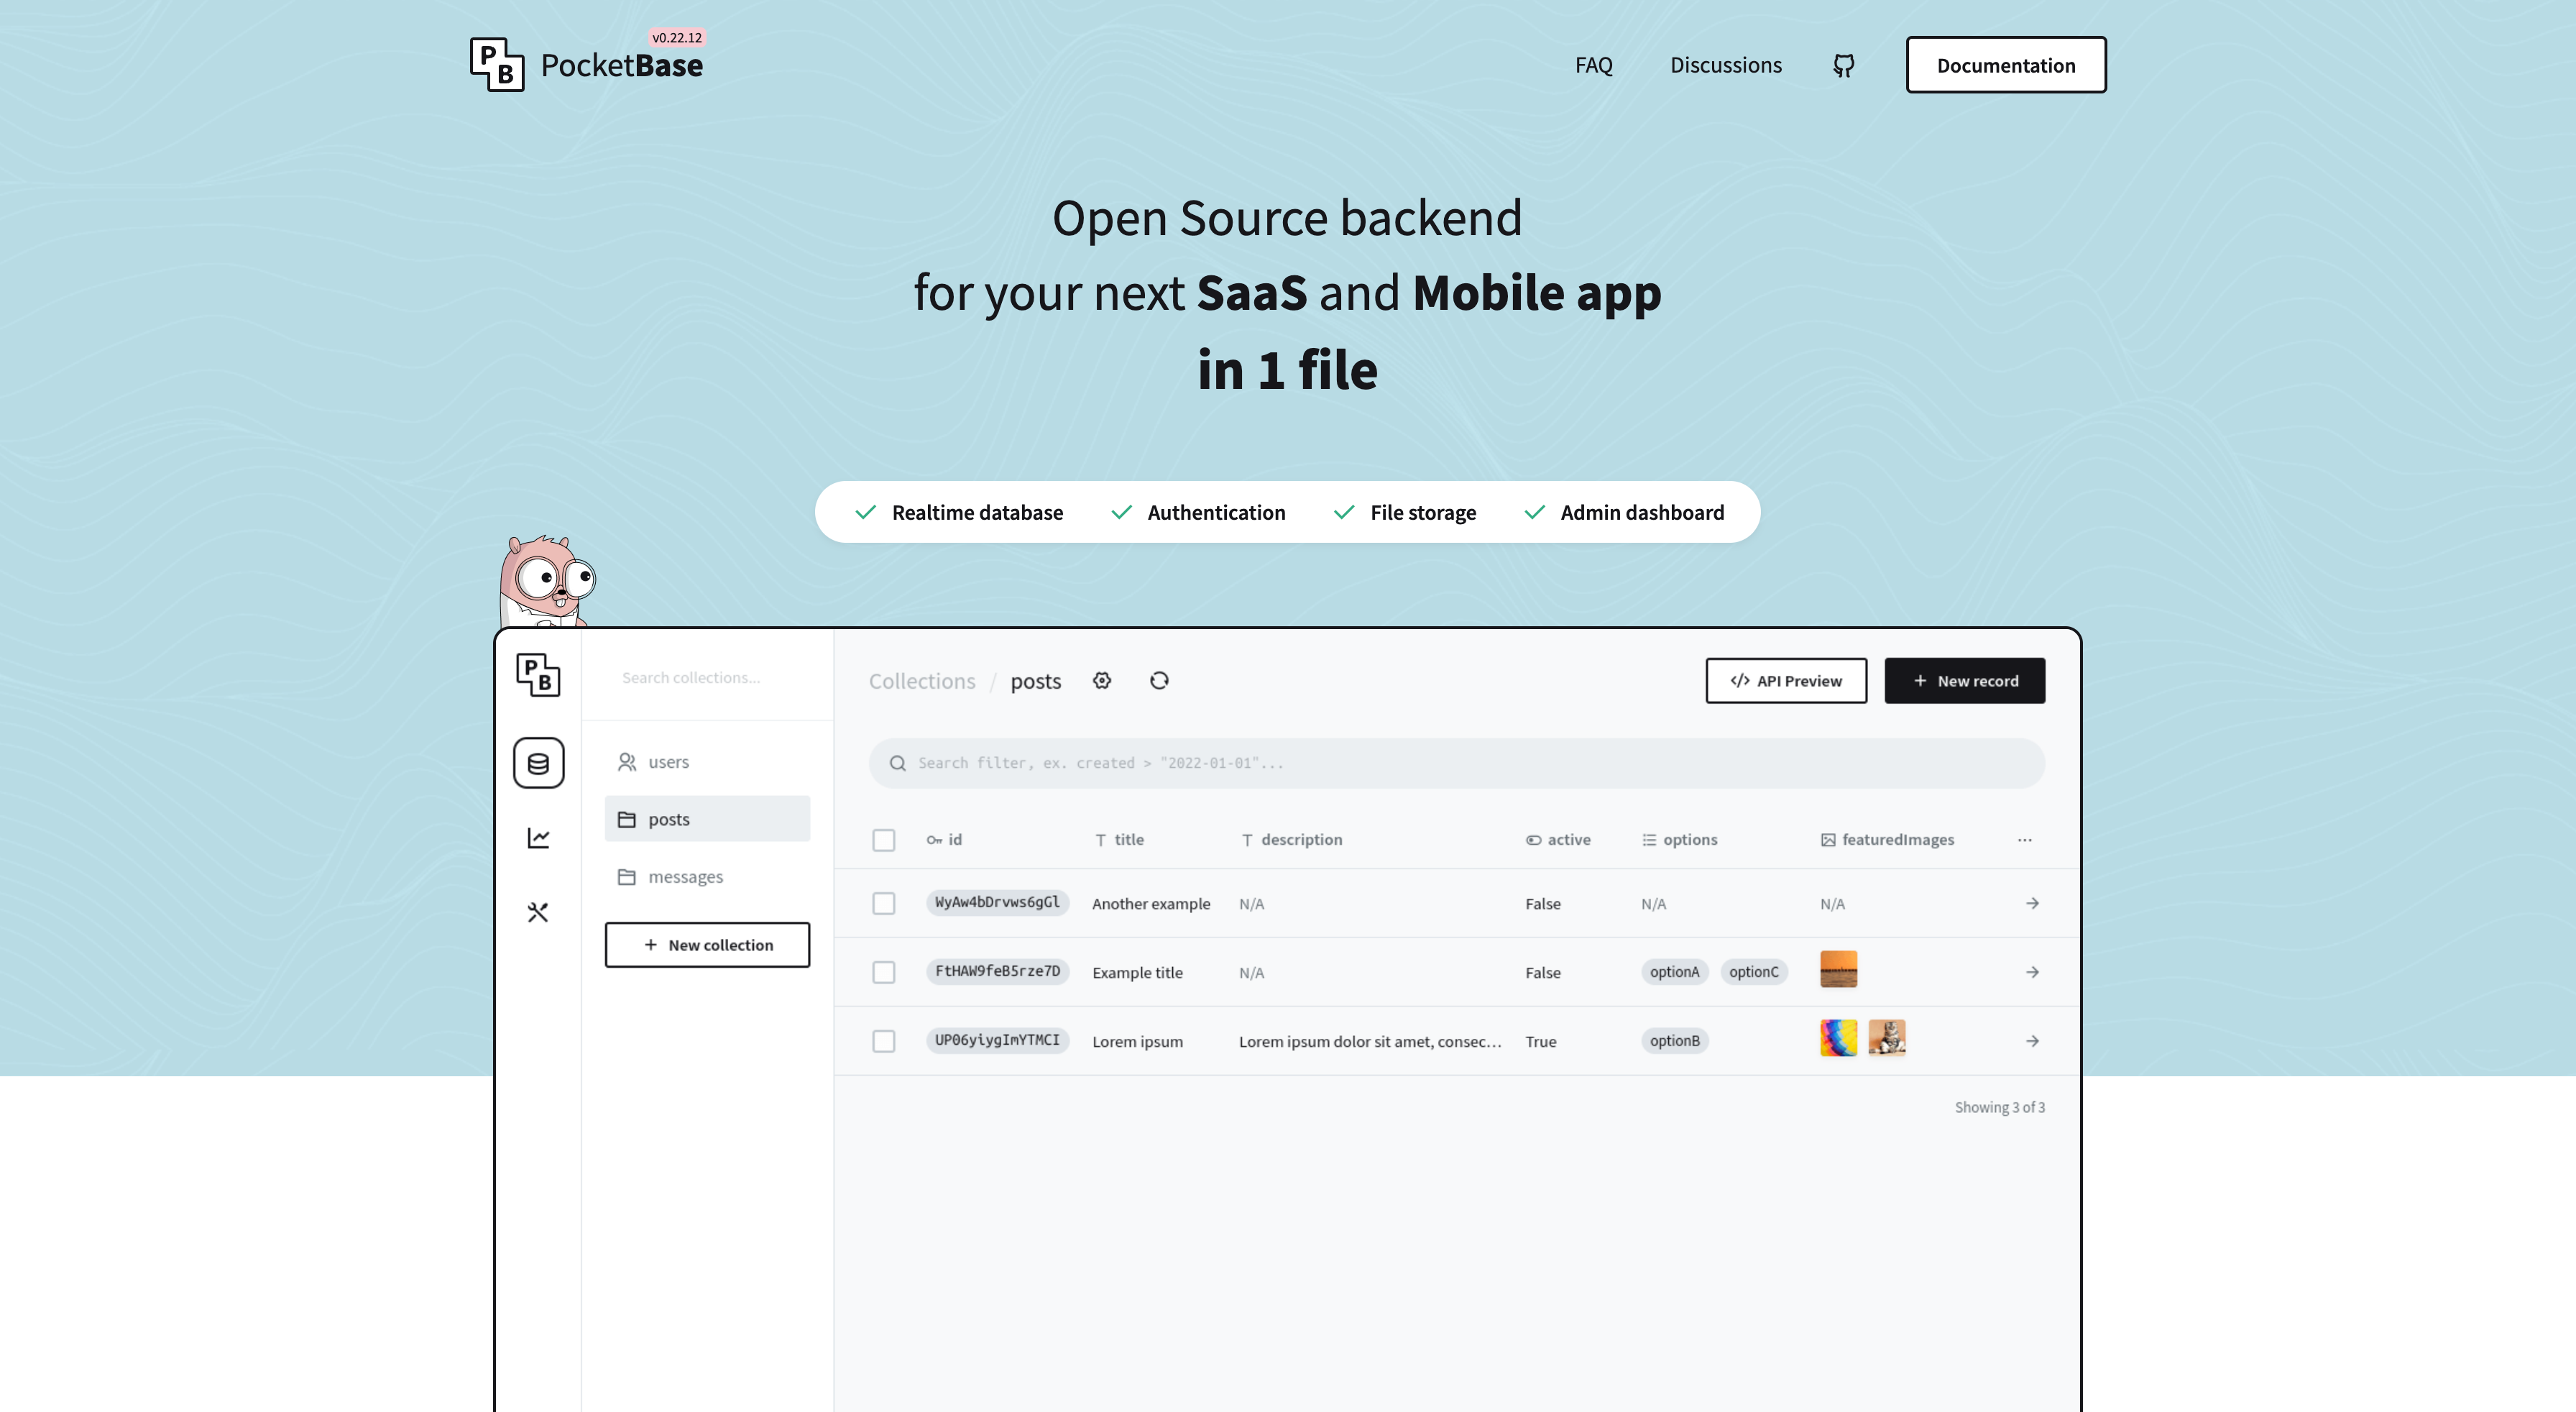 P
B
PocketBase
v0.22.12
FAQ
Discussions
Documentation
Open Source backend
for your next SaaS and Mobile app
in 1 file
Realtime database
Authentication
File storage
Admin dashboard
P
B
Search collections...
users
posts
messages
+ New collection
Collections / posts
</> API Preview
+ New record
Search filter, ex. created > "2022-01-01"...
id title description active options featuredImages ...
WyAw4bDrvws6gGl Another example N/A False N/A N/A
FtHAW9feB5rze7D Example title N/A False optionA optionC
UP06yiygImYTMCI Lorem ipsum Lorem ipsum dolor sit amet, consec... True optionB
Showing 3 of 3